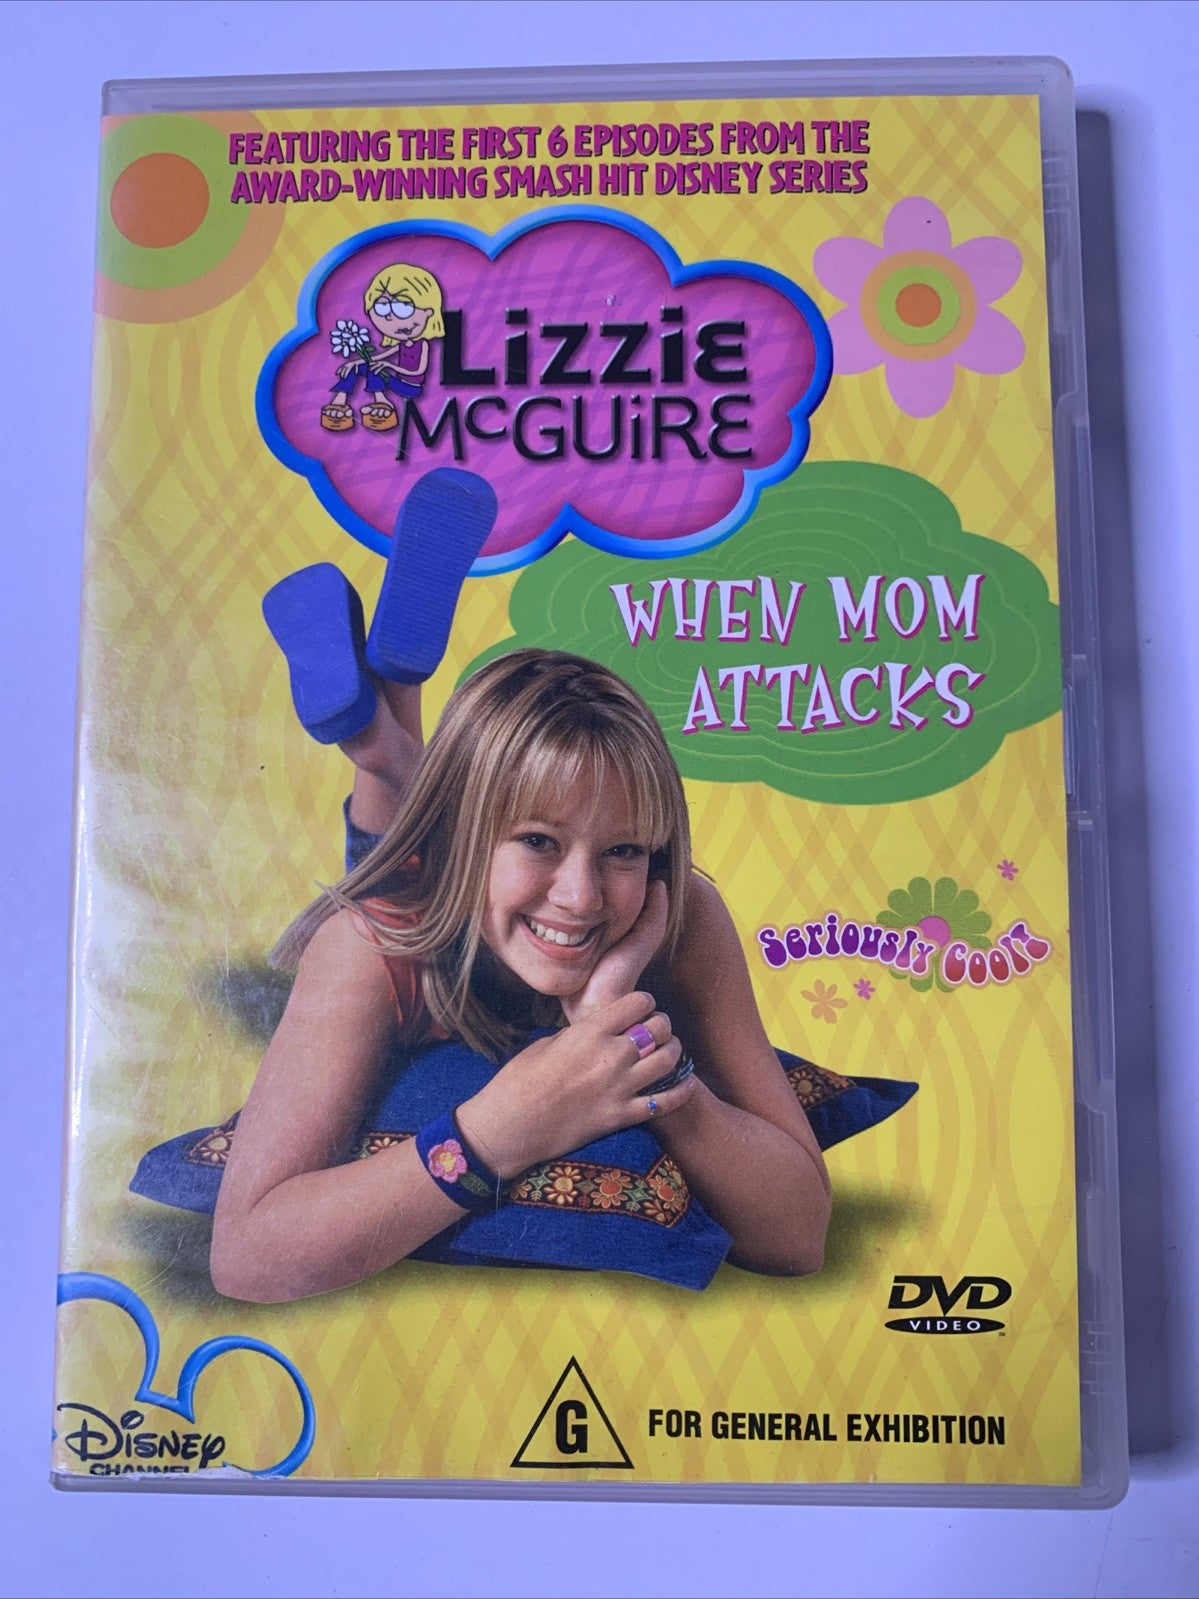 FEATURING THE FIRST 6 EPISODES FROM THE
AWARD-WINNING SMASH HIT DISNEY SERIES
Lizzie
McGuire
WHEN MOM
ATTACKS
Seriously Cool!
DVD
VIDEO
G
FOR GENERAL EXHIBITION
Disney
CHANNEL